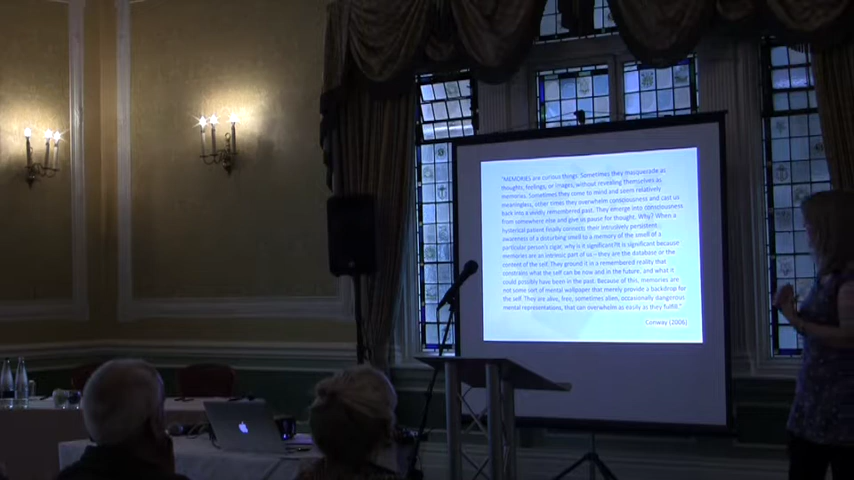 "MEMORIES are curious things. Sometimes they masquerade as
thoughts, feelings, or images, without revealing themselves as
memories. Sometimes they come to mind and seem relatively
meaningless, other times they overwhelm consciousness and cast us
back into a vividly remembered past. They emerge into consciousness
from somewhere else and give us pause for thought. Why? When a
hysterical patient finally connects their intrusively persistent
awareness of a disturbing smell to a memory of the smell of a
particular person's cigar, why is it significant? It is significant because
memories are an intrinsic part of us – they are the database or the
content of the self. They ground it in a remembered reality that
constrains what the self can be now and in the future, and what it
could possibly have been in the past. Because of this, memories are
not some sort of mental wallpaper that merely provide a backdrop for
the self. They are alive, free, sometimes alien, occasionally dangerous
mental representations, that can overwhelm as easily as they fulfill."
Conway (2006)